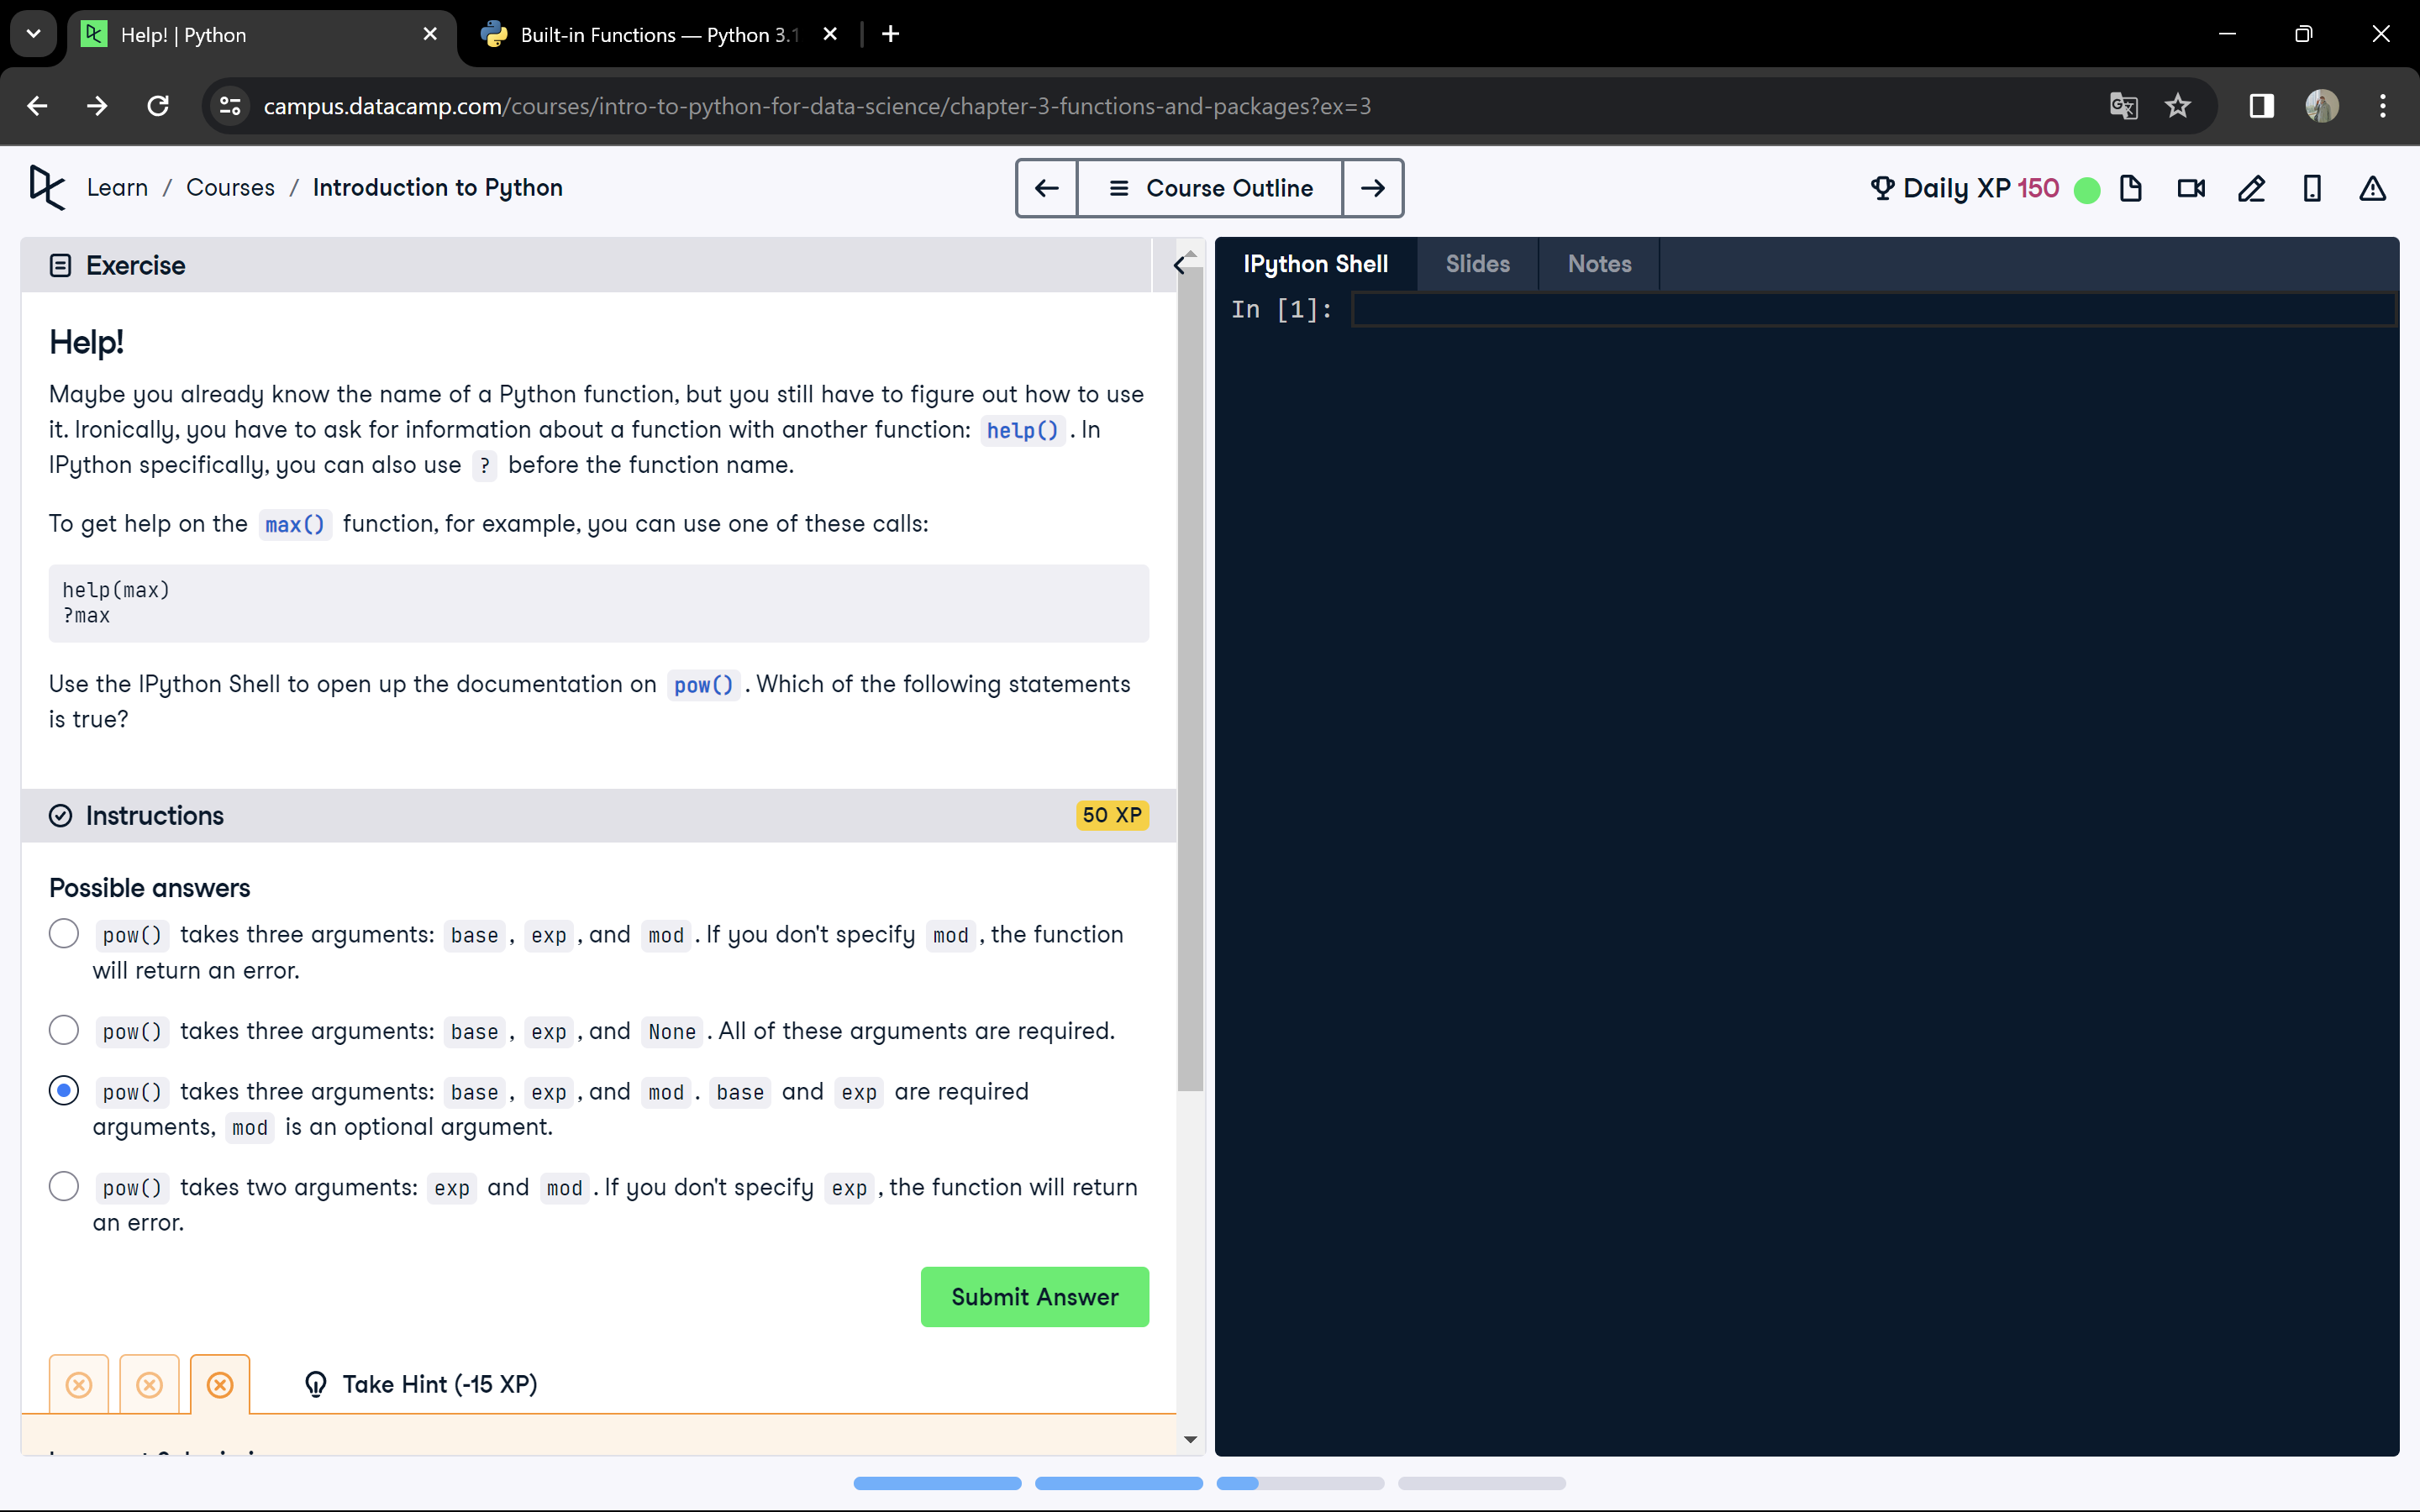 Help! | Python
Built-in Functions — Python 3.1
campus.datacamp.com/courses/intro-to-python-for-data-science/chapter-3-functions-and-packages?ex=3
Learn / Courses / Introduction to Python
Course Outline
Daily XP 150
Exercise
Help!
Maybe you already know the name of a Python function, but you still have to figure out how to use
it. Ironically, you have to ask for information about a function with another function: help() . In
IPython specifically, you can also use ? before the function name.
To get help on the max() function, for example, you can use one of these calls:
help(max)
?max
Use the IPython Shell to open up the documentation on pow() . Which of the following statements
is true?
Instructions
50 XP
Possible answers
pow() takes three arguments: base , exp , and mod . If you don't specify mod , the function
will return an error.
pow() takes three arguments: base , exp , and None . All of these arguments are required.
pow() takes three arguments: base , exp , and mod . base and exp are required
arguments, mod is an optional argument.
pow() takes two arguments: exp and mod . If you don't specify exp , the function will return
an error.
Submit Answer
Take Hint (-15 XP)
IPython Shell
Slides
Notes
In [1]: